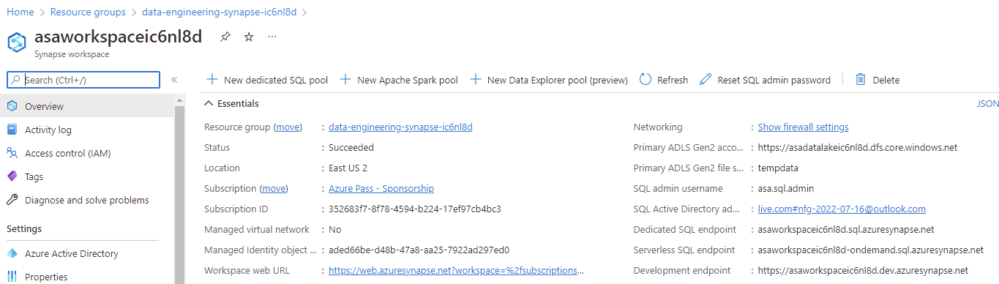 Home > Resource groups > data-engineering-synapse-ic6nl8d >
asaworkspaceic6nl8d
Synapse workspace
Search (Ctrl+/)
Overview
Activity log
Access control (IAM)
Tags
Diagnose and solve problems
Settings
Azure Active Directory
Properties
New dedicated SQL pool New Apache Spark pool New Data Explorer pool (preview) Refresh Reset SQL admin password Delete
Essentials JSON
Resource group (move) : data-engineering-synapse-ic6nl8d
Status : Succeeded
Location : East US 2
Subscription (move) : Azure Pass - Sponsorship
Subscription ID : 352683f7-8f78-4594-b224-17ef97cb4bc3
Managed virtual network : No
Managed Identity object ... : aded66be-d48b-47a8-aa25-7922ad297ed0
Workspace web URL : https://web.azuresynapse.net?workspace=%2fsubscriptions...
Networking : Show firewall settings
Primary ADLS Gen2 acco... : https://asadatalakeic6nl8d.dfs.core.windows.net
Primary ADLS Gen2 file s... : tempdata
SQL admin username : asa.sql.admin
SQL Active Directory ad... : live.com#nfg-2022-07-16@outlook.com
Dedicated SQL endpoint : asaworkspaceic6nl8d.sql.azuresynapse.net
Serverless SQL endpoint : asaworkspaceic6nl8d-ondemand.sql.azuresynapse.net
Development endpoint : https://asaworkspaceic6nl8d.dev.azuresynapse.net